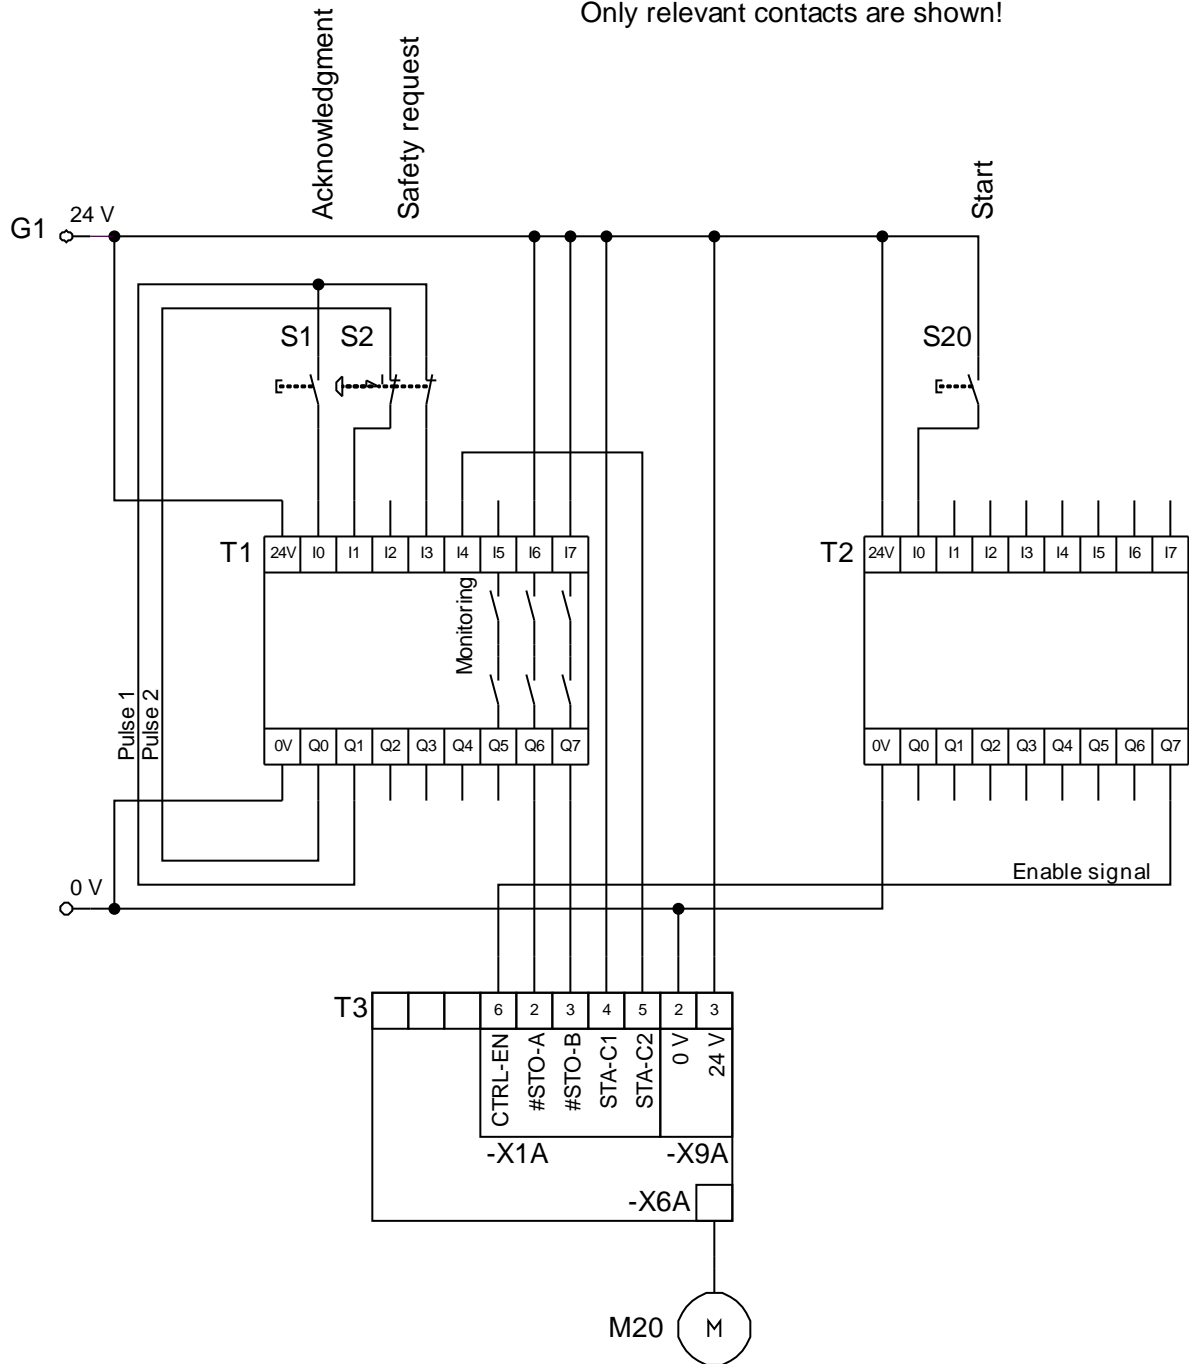 Only relevant contacts are shown!
Acknowledgment
Safety request
Start
G1
24 V
S1
S2
S20
T1
24V I0 I1 I2 I3 I4 I5 I6 I7
Monitoring
0V Q0 Q1 Q2 Q3 Q4 Q5 Q6 Q7
T2
24V I0 I1 I2 I3 I4 I5 I6 I7
0V Q0 Q1 Q2 Q3 Q4 Q5 Q6 Q7
Pulse 1
Pulse 2
Enable signal
0 V
T3
6 2 3 4 5 2 3
CTRL-EN
#STO-A
#STO-B
STA-C1
STA-C2
0 V
24 V
-X1A
-X9A
-X6A
M20
M